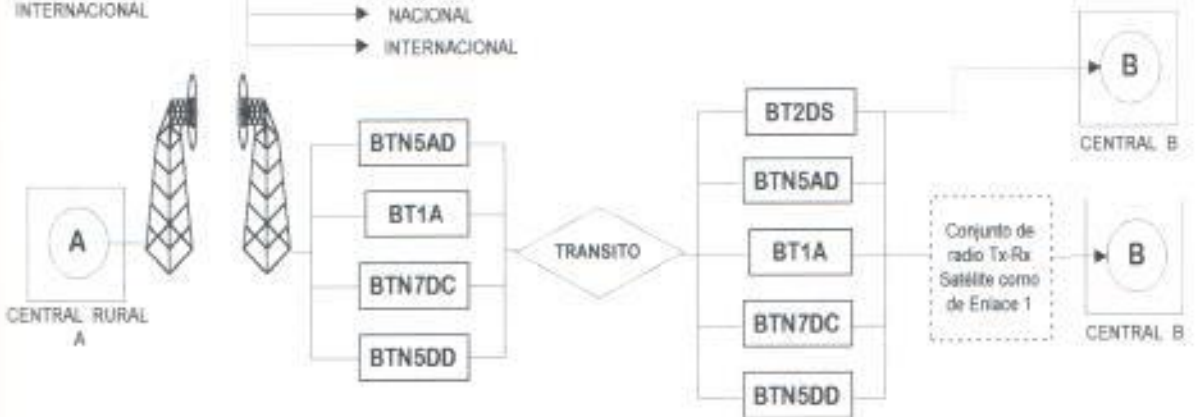 INTERNACIONAL
NACIONAL
INTERNACIONAL
A
CENTRAL RURAL
A
BTN5AD
BT1A
BTN7DC
BTN5DD
TRANSITO
BT2DS
BTN5AD
BT1A
BTN7DC
BTN5DD
B
CENTRAL B
Conjunto de
radio Tx-Rx
Satélite como
de Enlace 1
B
CENTRAL B